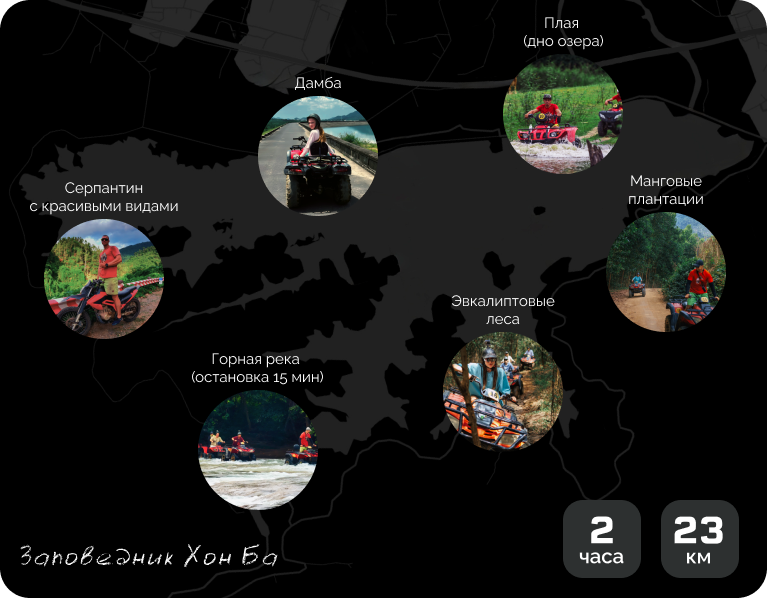 Плая
(дно озера)
Дамба
Манговые
плантации
Серпантин
с красивыми видами
Эвкалиптовые
леса
Горная река
(остановка 15 мин)
Заповедник Хон Ба
2
часа
23
км